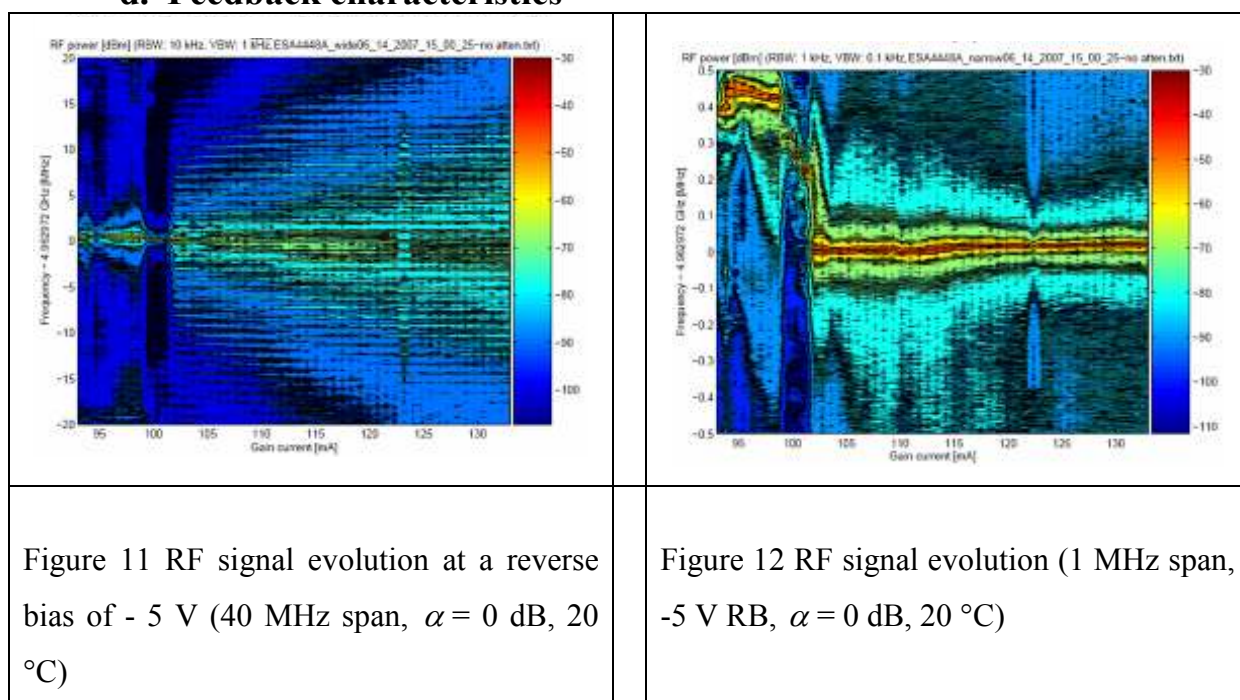 d. Feedback characteristics
RF power [dBm] (RBW: 10 kHz, VBW: 1 kHz, ESA4448A_wide06_14_2007_15_00_25-no atten.txt)
20
15
10
5
0
-5
-10
-15
-20
Frequency - 4.962972 GHz [MHz]
95 100 105 110 115 120 125 130
Gain current [mA]
-30
-40
-50
-60
-70
-80
-90
-100
RF power [dBm] (RBW: 1 kHz, VBW: 0.1 kHz, ESA4448A_narrow06_14_2007_15_00_25-no atten.txt)
0.5
0.4
0.3
0.2
0.1
0
-0.1
-0.2
-0.3
-0.4
-0.5
Frequency - 4.962972 GHz [MHz]
95 100 105 110 115 120 125 130
Gain current [mA]
-30
-40
-50
-60
-70
-80
-90
-100
-110
Figure 11 RF signal evolution at a reverse
bias of - 5 V (40 MHz span, α = 0 dB, 20
°C)
Figure 12 RF signal evolution (1 MHz span,
-5 V RB, α = 0 dB, 20 °C)